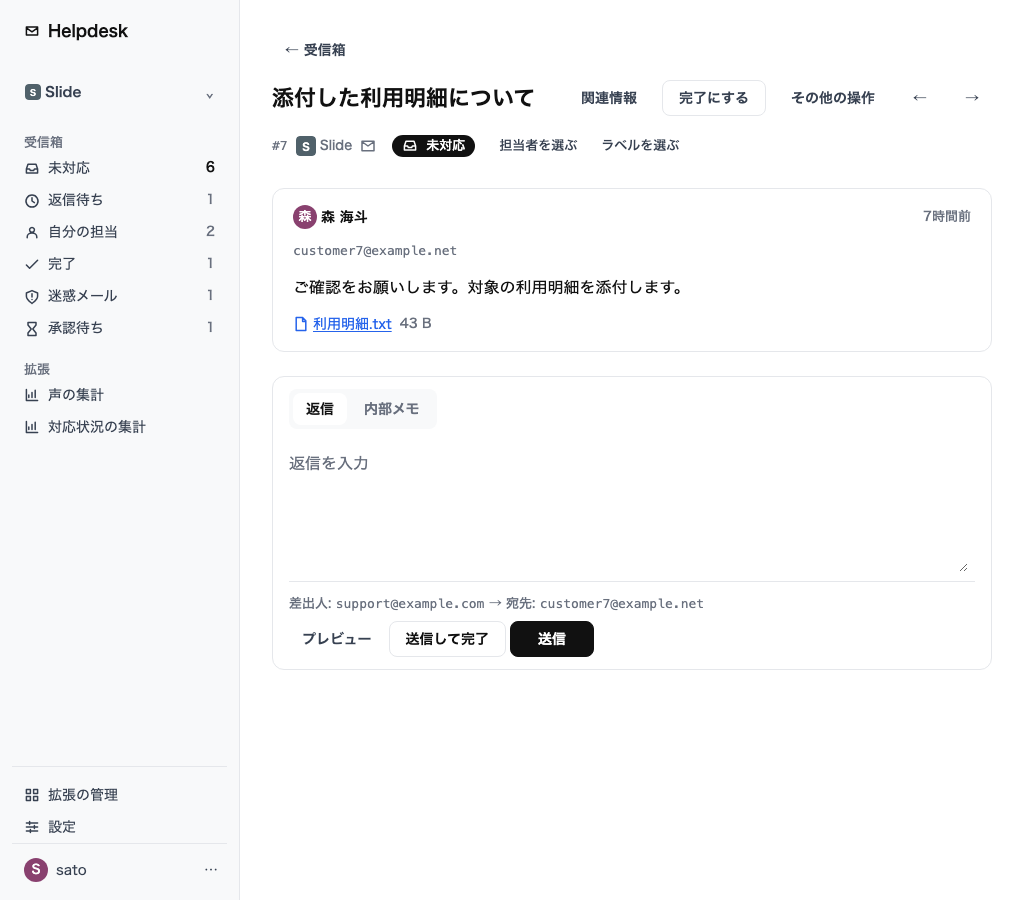 Helpdesk
S Slide
受信箱
未対応 6
返信待ち 1
自分の担当 2
完了 1
迷惑メール 1
承認待ち 1
拡張
声の集計
対応状況の集計
拡張の管理
設定
S sato ···
← 受信箱
添付した利用明細について 関連情報 完了にする その他の操作 ← →
#7 S Slide 未対応 担当者を選ぶ ラベルを選ぶ
森 森 海斗 7時間前
customer7@example.net
ご確認をお願いします。対象の利用明細を添付します。
利用明細.txt 43 B
返信 内部メモ
返信を入力
差出人: support@example.com → 宛先: customer7@example.net
プレビュー 送信して完了 送信